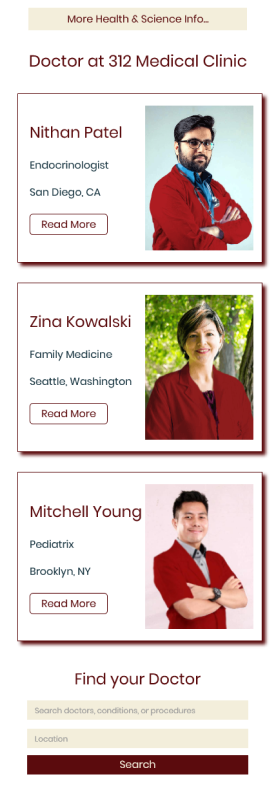 More Health & Science Info...
Doctor at 312 Medical Clinic
Nithan Patel
Endocrinologist
San Diego, CA
Read More
Zina Kowalski
Family Medicine
Seattle, Washington
Read More
Mitchell Young
Pediatrix
Brooklyn, NY
Read More
Find your Doctor
Search doctors, conditions, or procedures
Location
Search